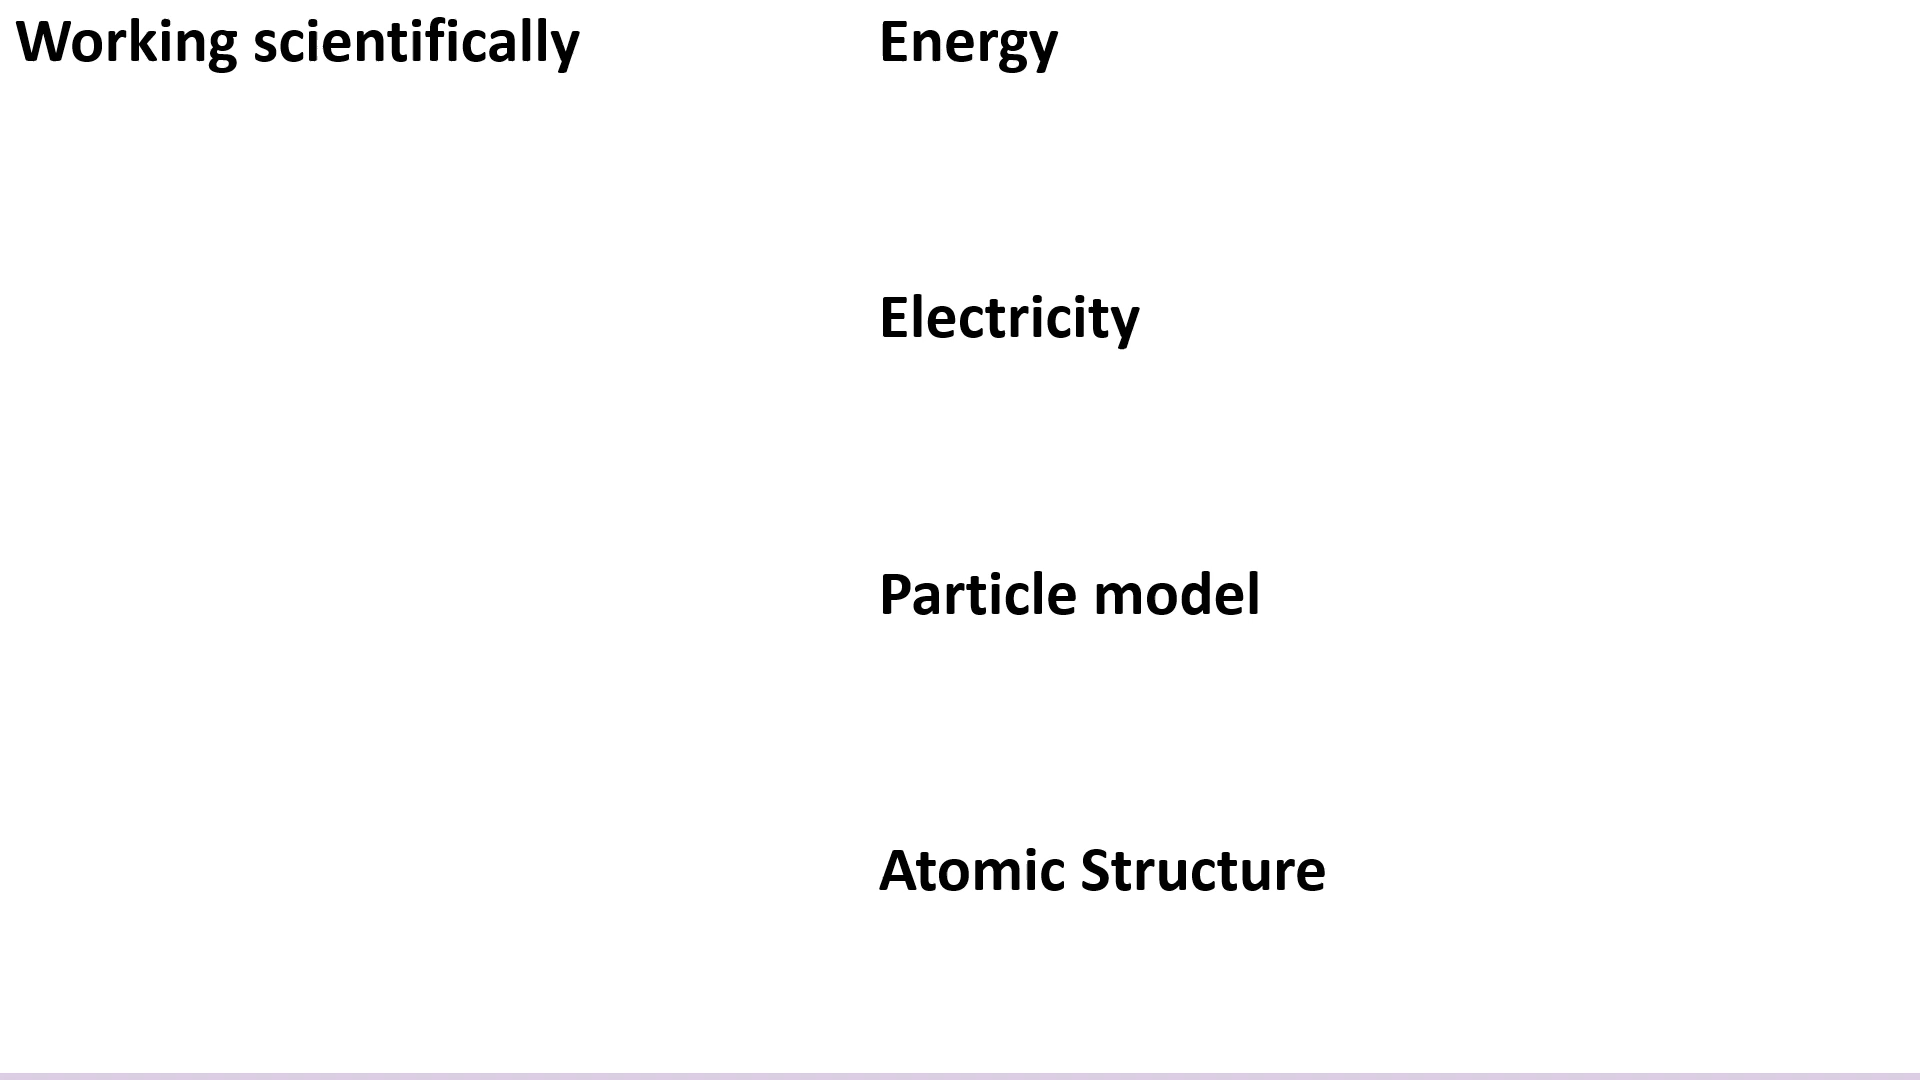 Working scientifically
Energy
Electricity
Particle model
Atomic Structure